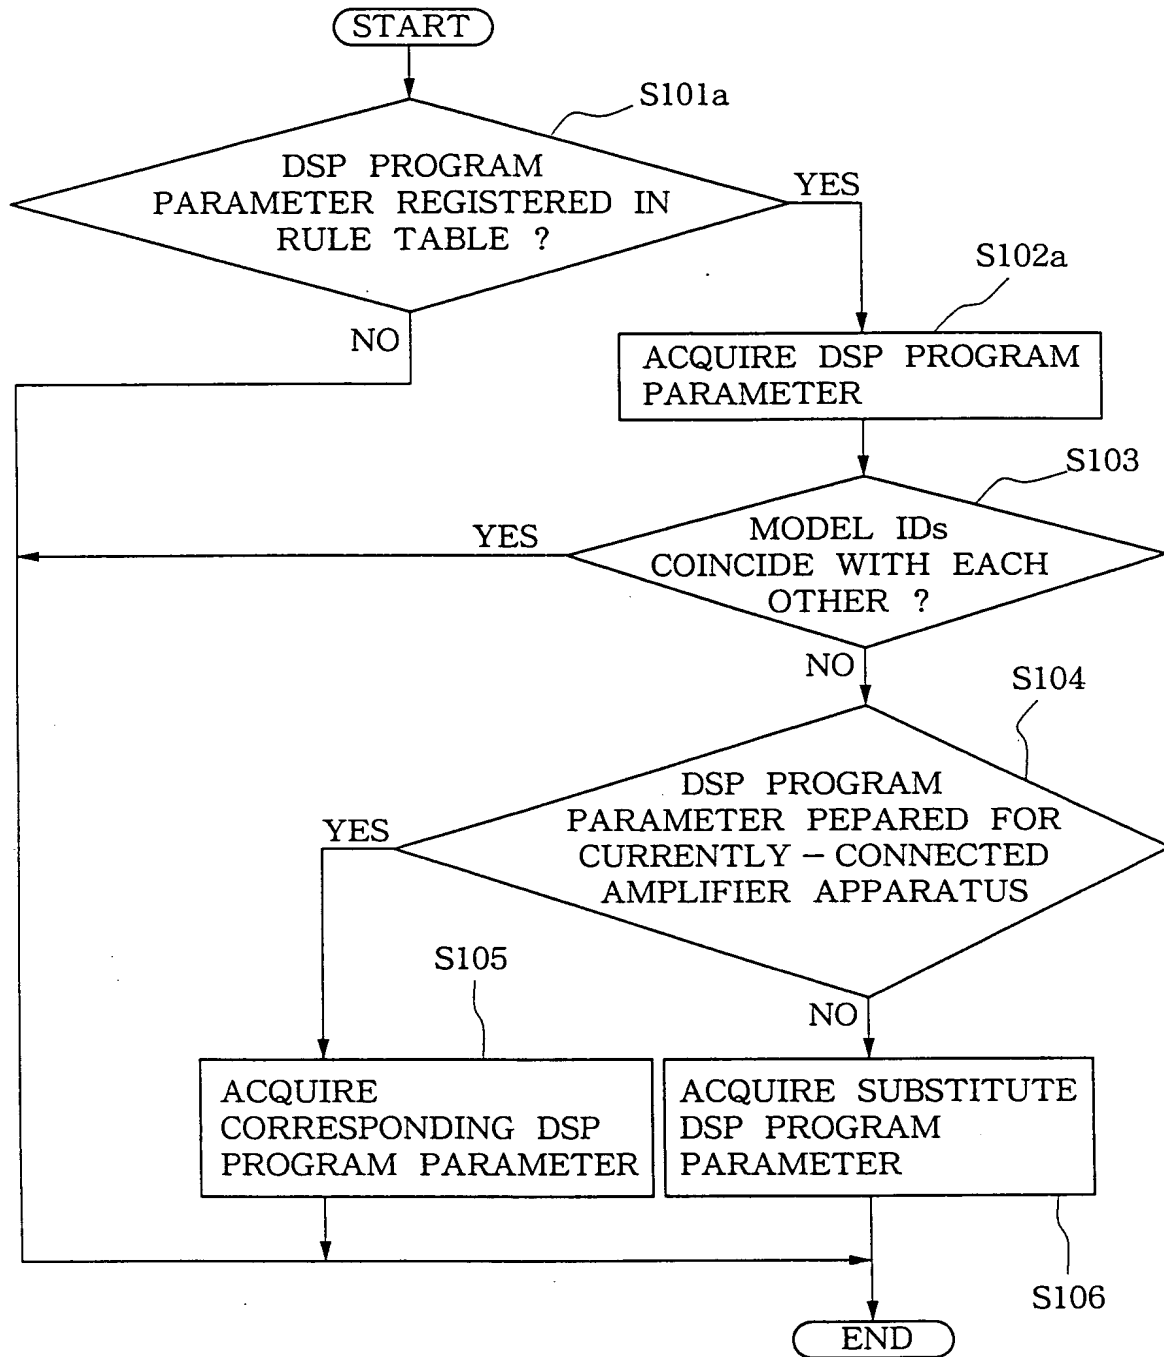 START
S101a
DSP PROGRAM
PARAMETER REGISTERED IN
RULE TABLE ?
YES
NO
S102a
ACQUIRE DSP PROGRAM
PARAMETER
S103
MODEL IDs
COINCIDE WITH EACH
OTHER ?
YES
NO
S104
DSP PROGRAM
PARAMETER PEPARED FOR
CURRENTLY – CONNECTED
AMPLIFIER APPARATUS
YES
NO
S105
ACQUIRE
CORRESPONDING DSP
PROGRAM PARAMETER
ACQUIRE SUBSTITUTE
DSP PROGRAM
PARAMETER
S106
END